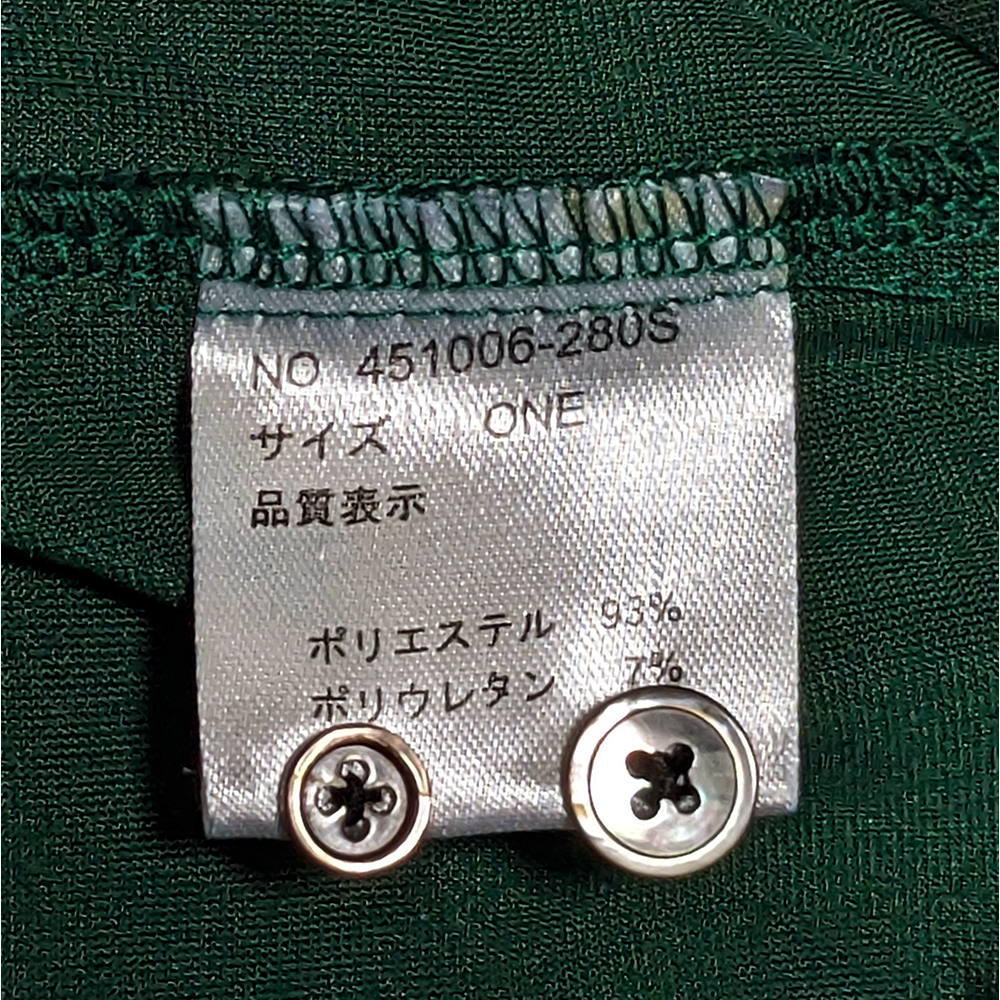 NO 451006-280S
サイズ ONE
品質表示
ポリエステル 93%
ポリウレタン 7%